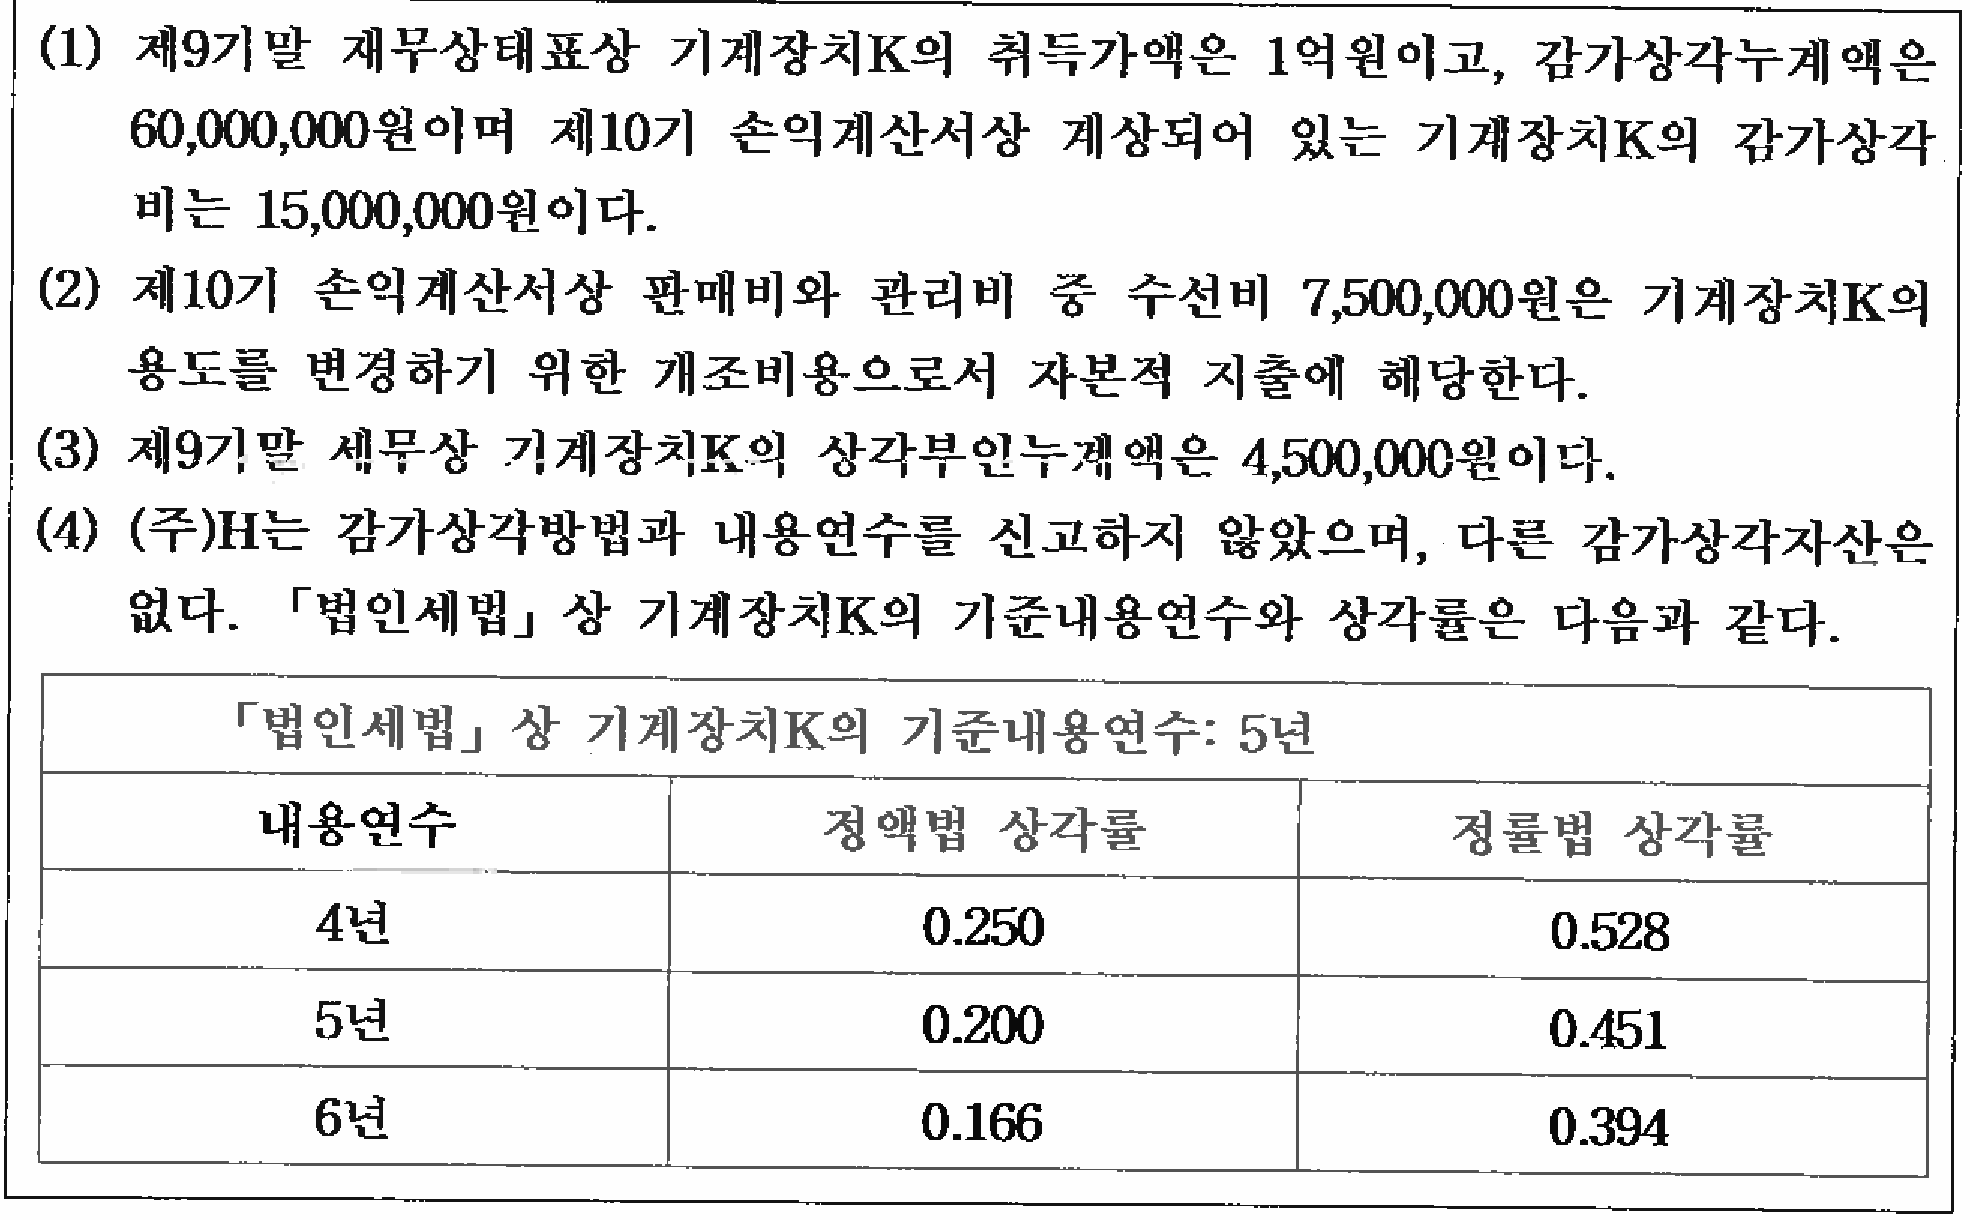 (1) 제9기말 재무상태표상 기계장치K의 취득가액은 1억원이고, 감가상각누계액은
60,000,000원이며 제10기 손익계산서상 계상되어 있는 기계장치K의 감가상각
비는 15,000,000원이다.
(2) 제10기 손익계산서상 판매비와 관리비 중 수선비 7,500,000원은 기계장치K의
용도를 변경하기 위한 개조비용으로서 자본적 지출에 해당한다.
(3) 제9기말 세무상 기계장치K의 상각부인누계액은 4,500,000원이다.
(4) (주)H는 감가상각방법과 내용연수를 신고하지 않았으며, 다른 감가상각자산은
없다. 「법인세법」상 기계장치K의 기준내용연수와 상각률은 다음과 같다.
「법인세법」상 기계장치K의 기준내용연수: 5년
내용연수 정액법 상각률 정률법 상각률
4년 0.250 0.528
5년 0.200 0.451
6년 0.166 0.394